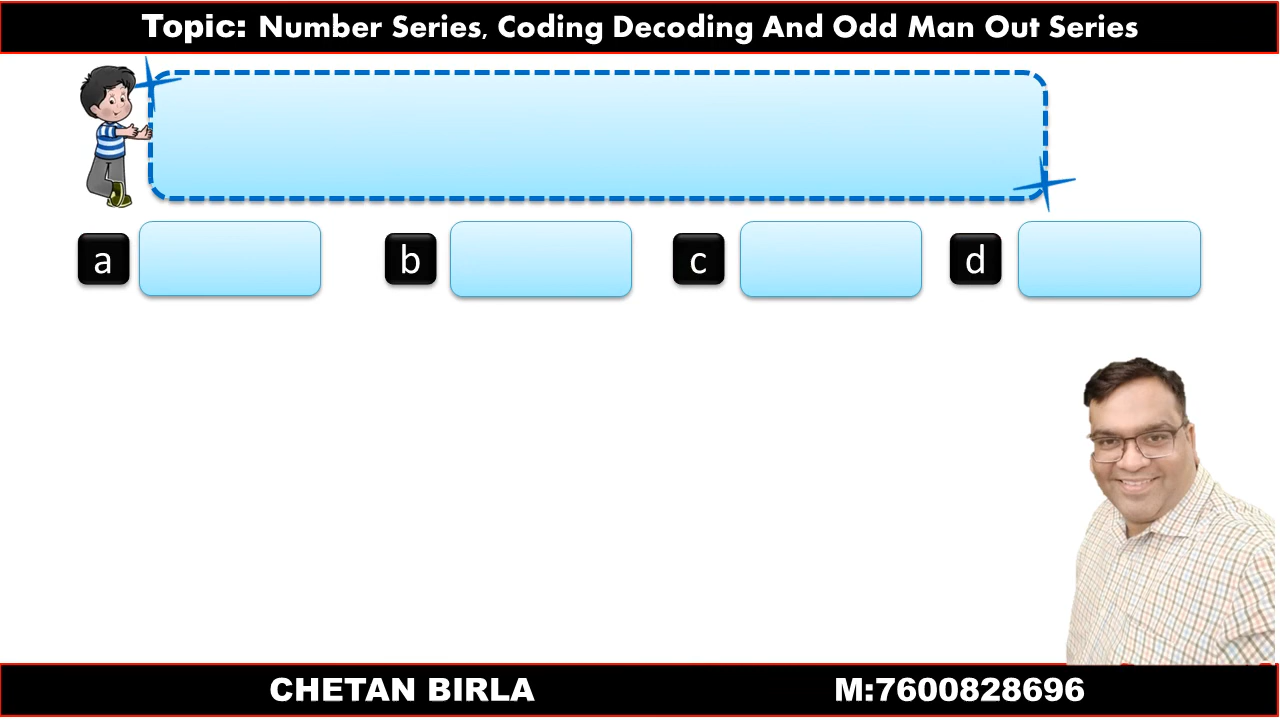 Topic: Number Series, Coding Decoding And Odd Man Out Series
a b c d
CHETAN BIRLA M:7600828696